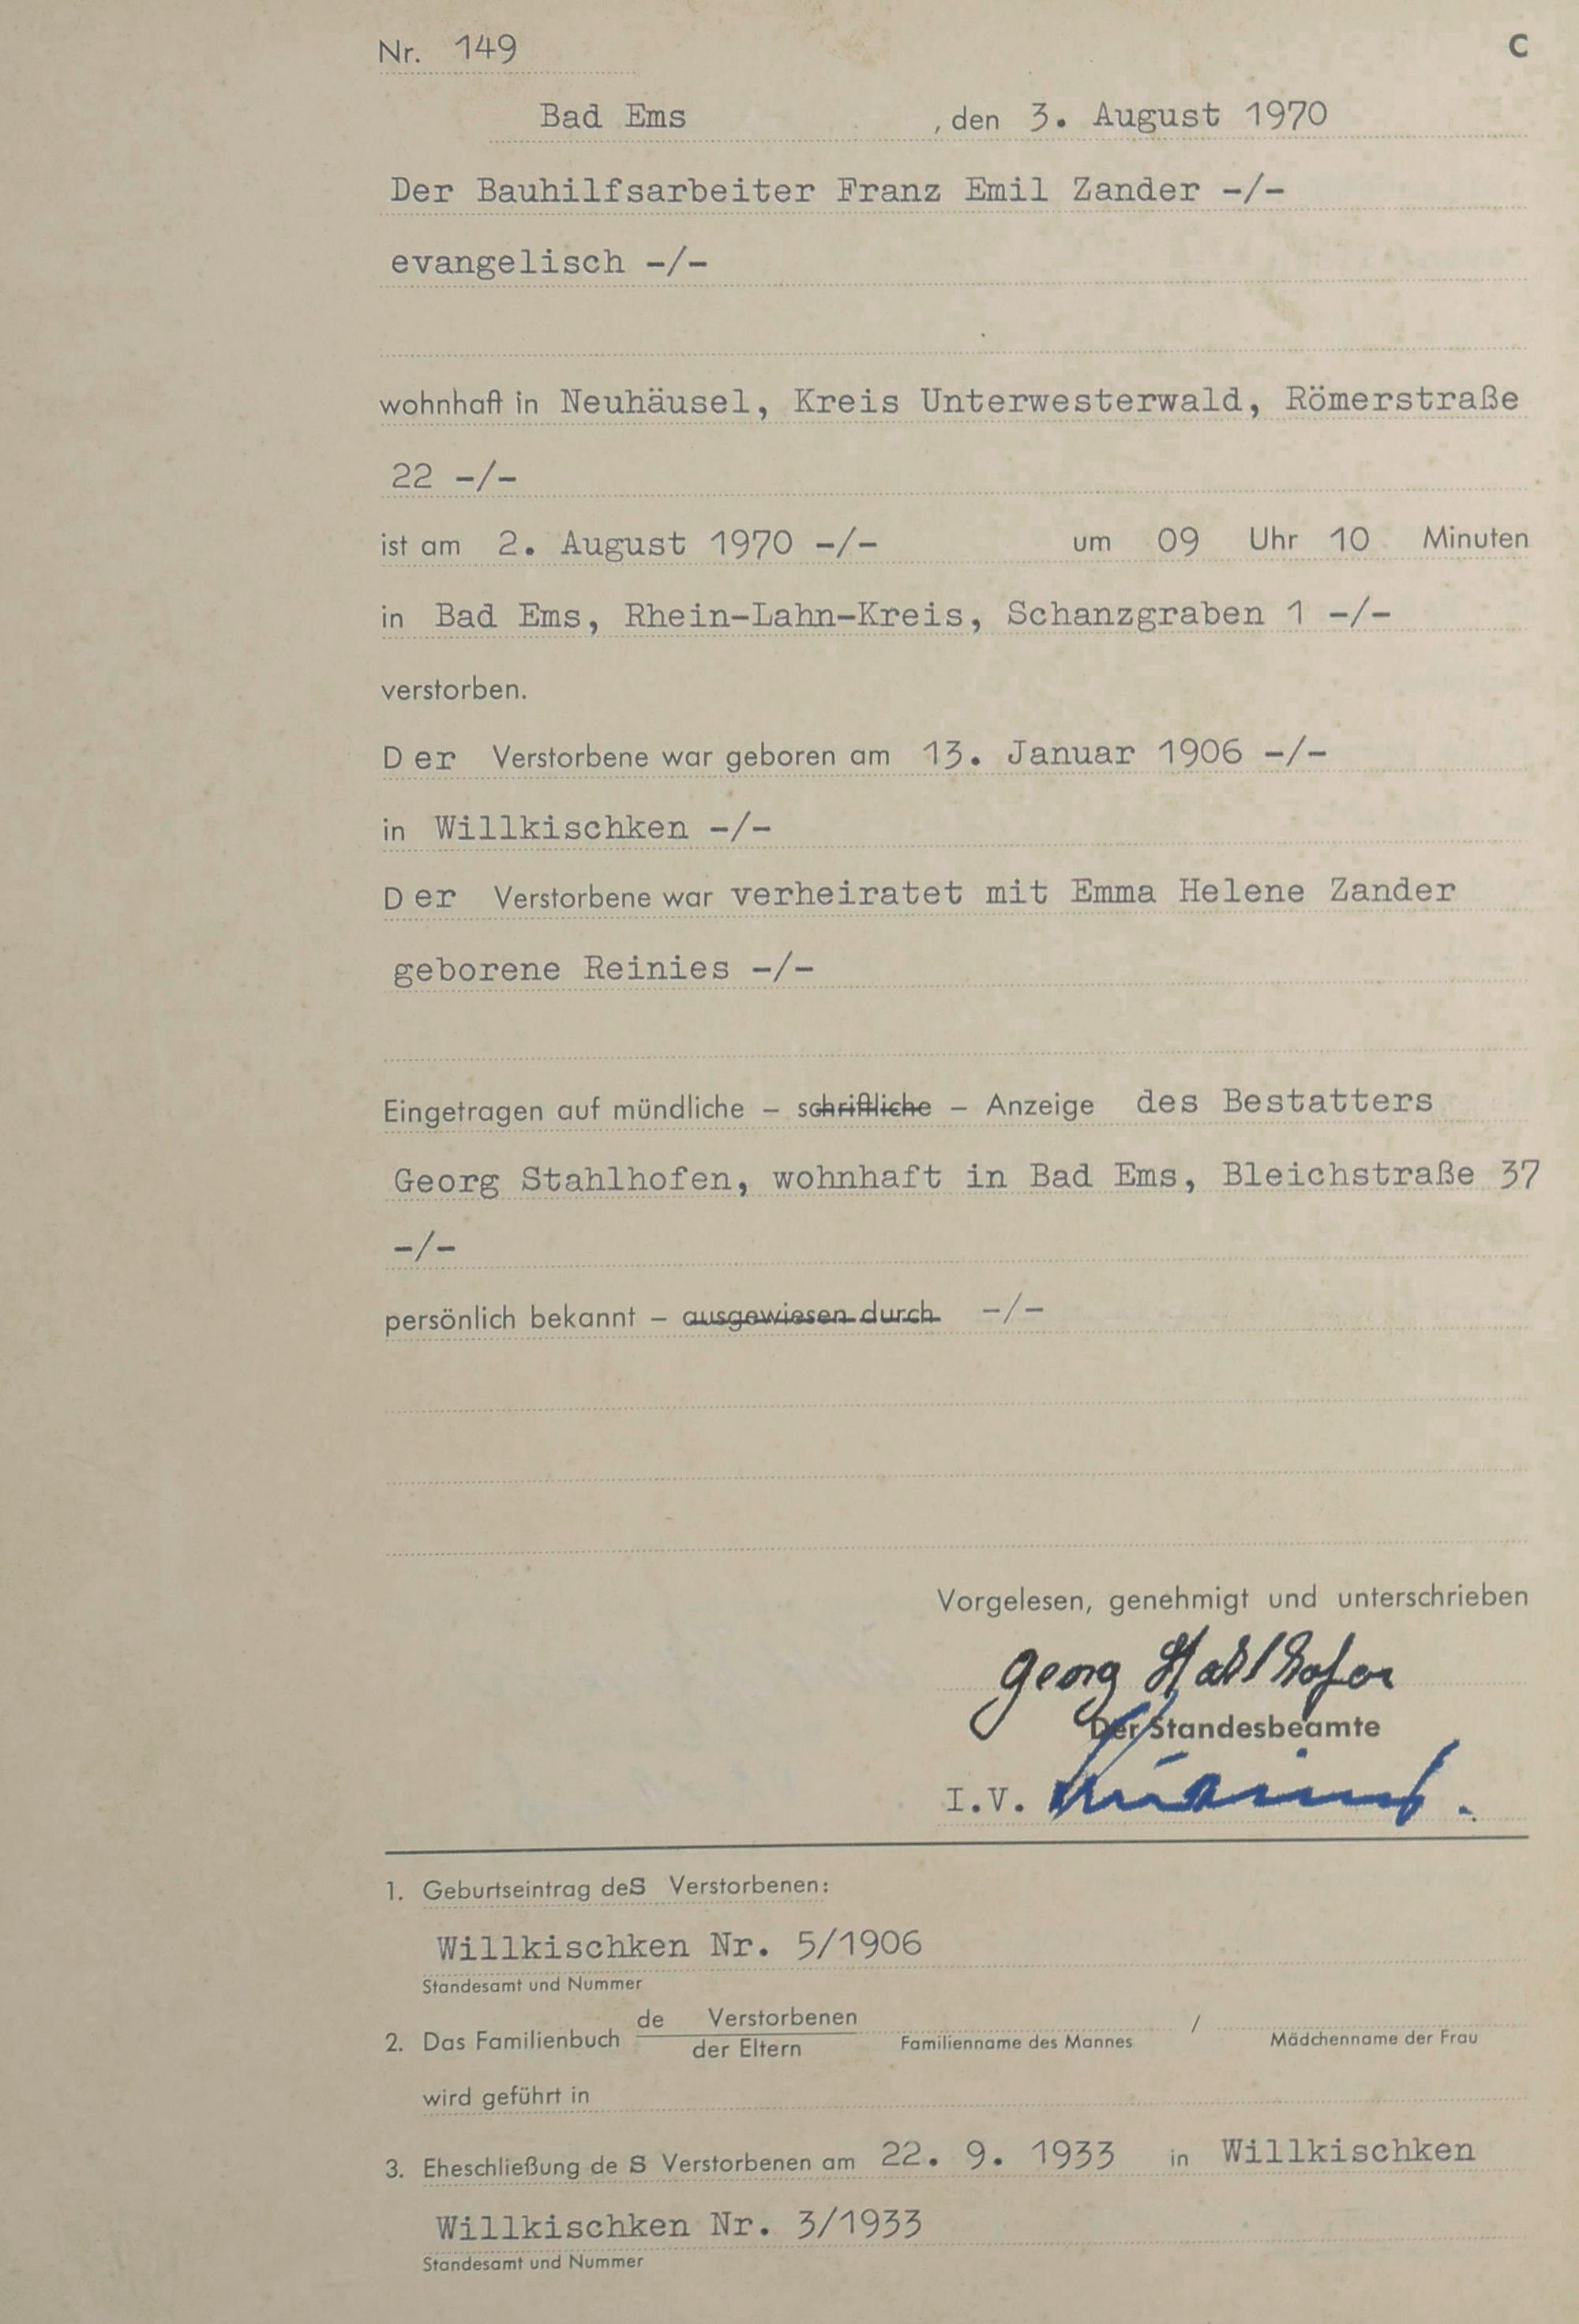 Nr. 149
C
Bad Ems , den 3. August 1970
Der Bauhilfsarbeiter Franz Emil Zander -/-
evangelisch -/-
wohnhaft in Neuhäusel, Kreis Unterwesterwald, Römerstraße
22 -/-
ist am 2. August 1970 -/- um 09 Uhr 10 Minuten
in Bad Ems, Rhein-Lahn-Kreis, Schanzgraben 1 -/-
verstorben.
Der Verstorbene war geboren am 13. Januar 1906 -/-
in Willkischken -/-
Der Verstorbene war verheiratet mit Emma Helene Zander
geborene Reinies -/-
Eingetragen auf mündliche – schriftliche – Anzeige des Bestatters
Georg Stahlhofen, wohnhaft in Bad Ems, Bleichstraße 37
-/-
persönlich bekannt – ausgewiesen durch -/-
Vorgelesen, genehmigt und unterschrieben
Georg Stahlhofen
Der Standesbeamte
I.V.
1. Geburtseintrag deS Verstorbenen:
Willkischken Nr. 5/1906
Standesamt und Nummer
2. Das Familienbuch de Verstorbenen / der Eltern Familienname des Mannes / Mädchenname der Frau
wird geführt in
3. Eheschließung de S Verstorbenen am 22. 9. 1933 in Willkischken
Willkischken Nr. 3/1933
Standesamt und Nummer